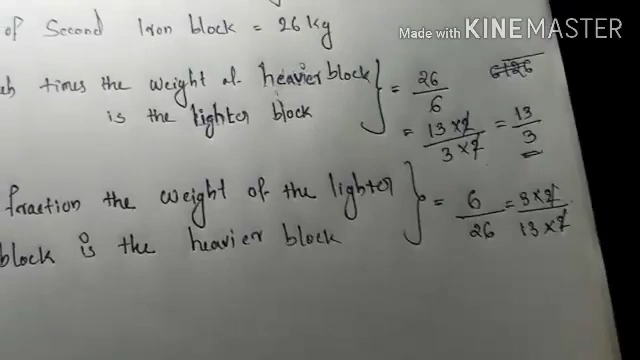 Made with KINEMASTER
of Second Iron block = 26 kg
times the weight of heavier block
is the lighter block
= 26/6
= 13×2/3×2 = 13/3
fraction the weight of the lighter
block is the heavier block
= 6/26 = 3×2/13×2